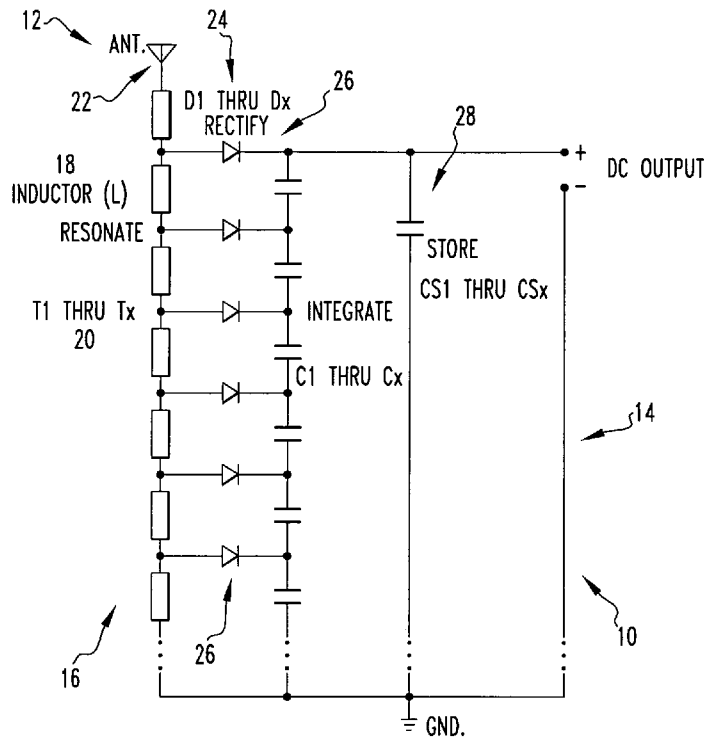 12
ANT.
22
24
D1 THRU Dx
RECTIFY
26
28
+
DC OUTPUT
-
18
INDUCTOR (L)
RESONATE
STORE
CS1 THRU CSx
T1 THRU Tx
20
INTEGRATE
C1 THRU Cx
14
10
16
26
GND.